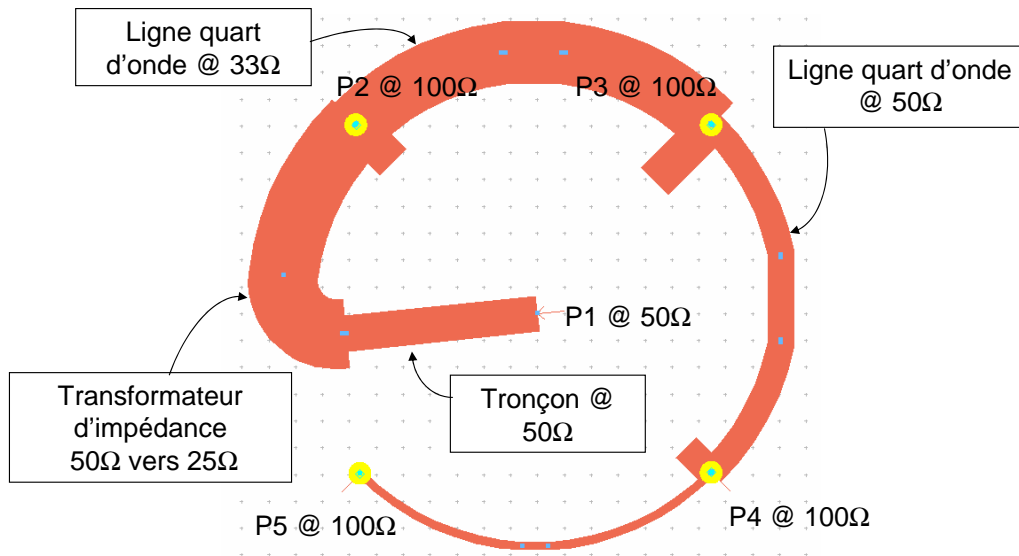 Ligne quart
d'onde @ 33Ω
P2 @ 100Ω
P3 @ 100Ω
Ligne quart d'onde
@ 50Ω
P1 @ 50Ω
Transformateur
d'impédance
50Ω vers 25Ω
Tronçon @
50Ω
P5 @ 100Ω
P4 @ 100Ω